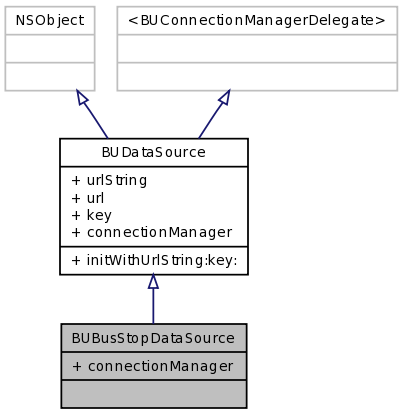 NSObject
<BUConnectionManagerDelegate>
BUDataSource
+ urlString
+ url
+ key
+ connectionManager
+ initWithUrlString:key:
BUBusStopDataSource
+ connectionManager